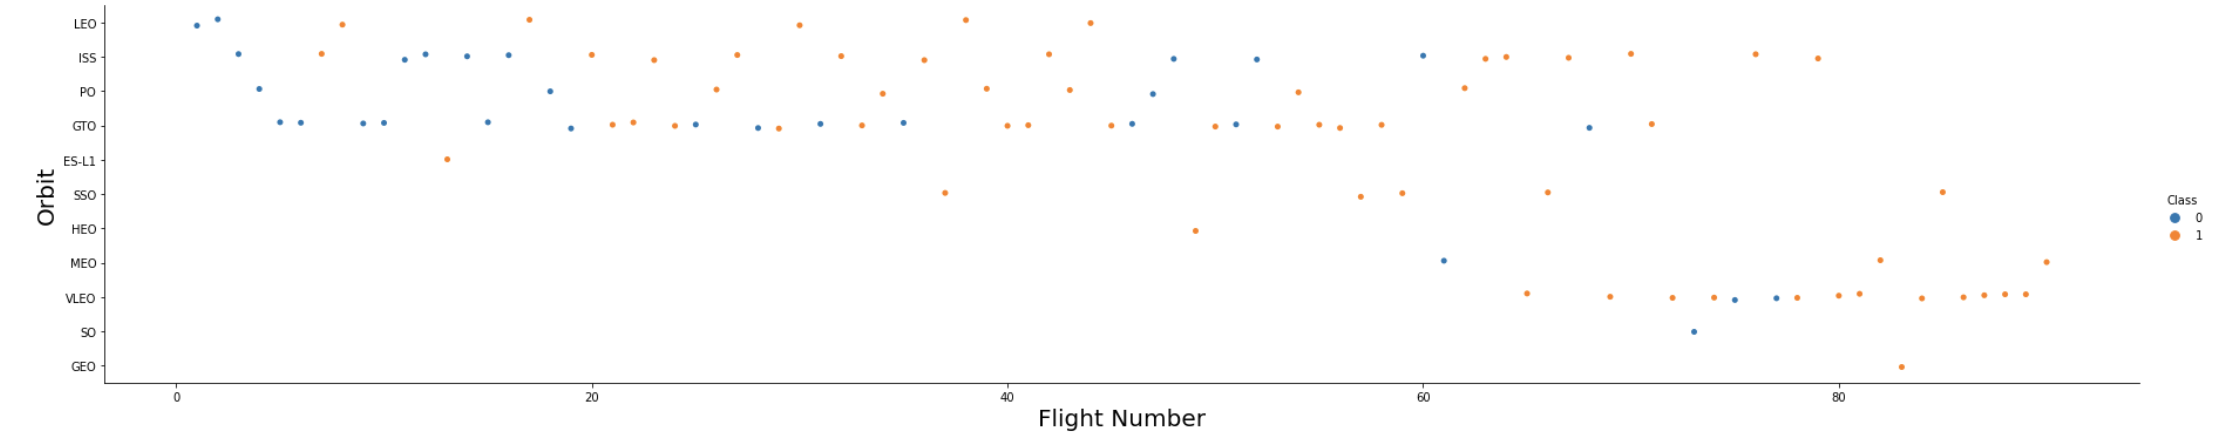 LEO
ISS
PO
GTO
ES-L1
SSO
HEO
MEO
VLEO
SO
GEO
Orbit
0 20 40 60 80
Flight Number
Class
0
1